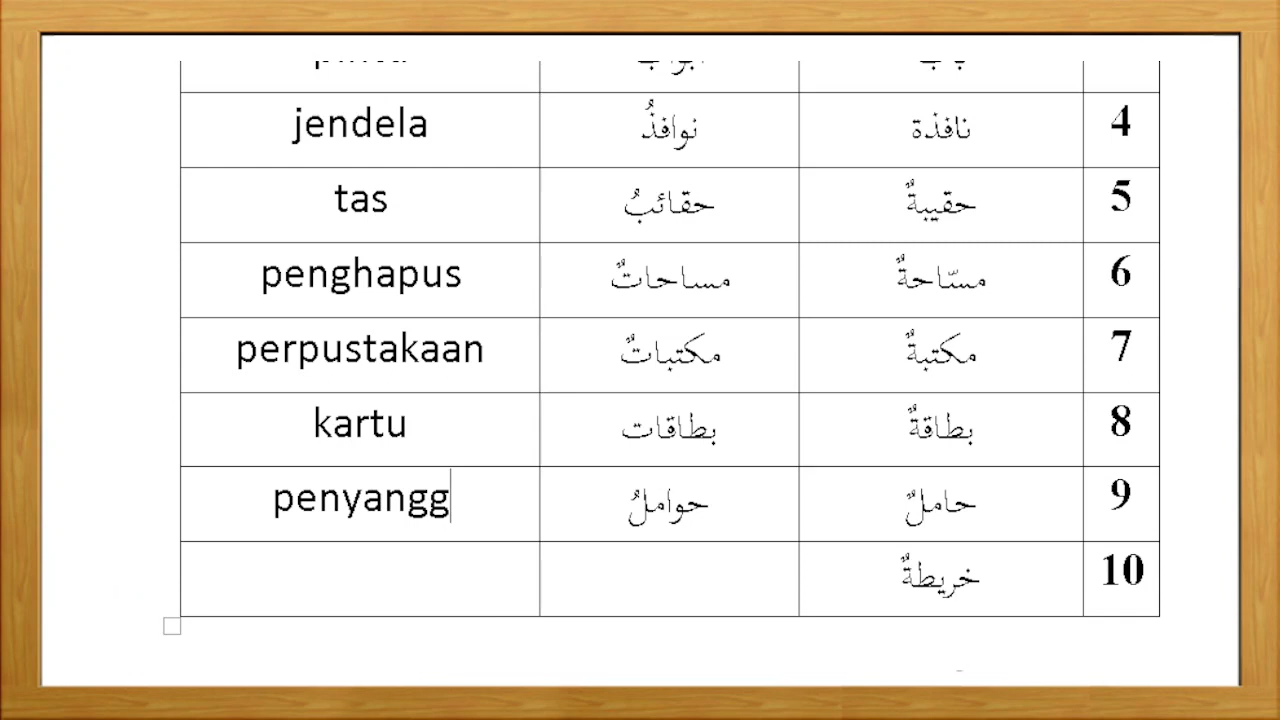 4 نافذة نوافذُ jendela
5 حقيبةٌ حقائبُ tas
6 مسّاحةٌ مساحاتٌ penghapus
7 مكتبةٌ مكتباتٌ perpustakaan
8 بطاقةٌ بطاقات kartu
9 حاملٌ حواملُ penyangg
10 خريطةٌ